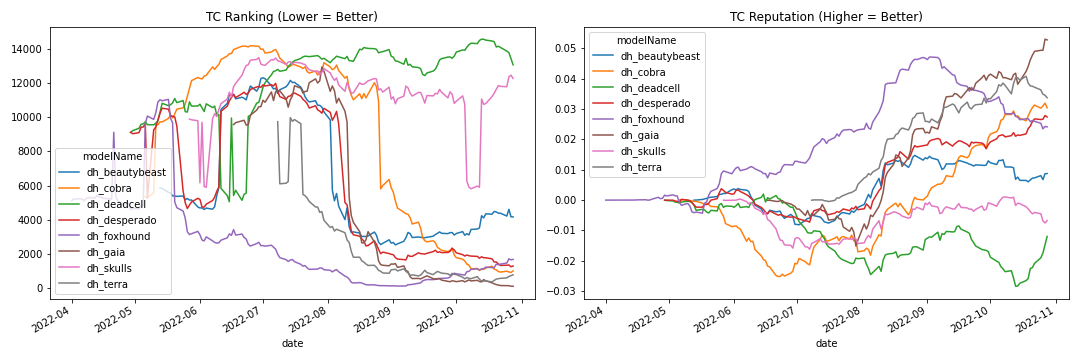 TC Ranking (Lower = Better)
14000
12000
10000
8000
6000
4000
2000
0
modelName
dh_beautybeast
dh_cobra
dh_deadcell
dh_desperado
dh_foxhound
dh_gaia
dh_skulls
dh_terra
2022-04
2022-05
2022-06
2022-07
2022-08
2022-09
2022-10
2022-11
date
TC Reputation (Higher = Better)
0.05
0.04
0.03
0.02
0.01
0.00
−0.01
−0.02
−0.03
modelName
dh_beautybeast
dh_cobra
dh_deadcell
dh_desperado
dh_foxhound
dh_gaia
dh_skulls
dh_terra
2022-04
2022-05
2022-06
2022-07
2022-08
2022-09
2022-10
2022-11
date